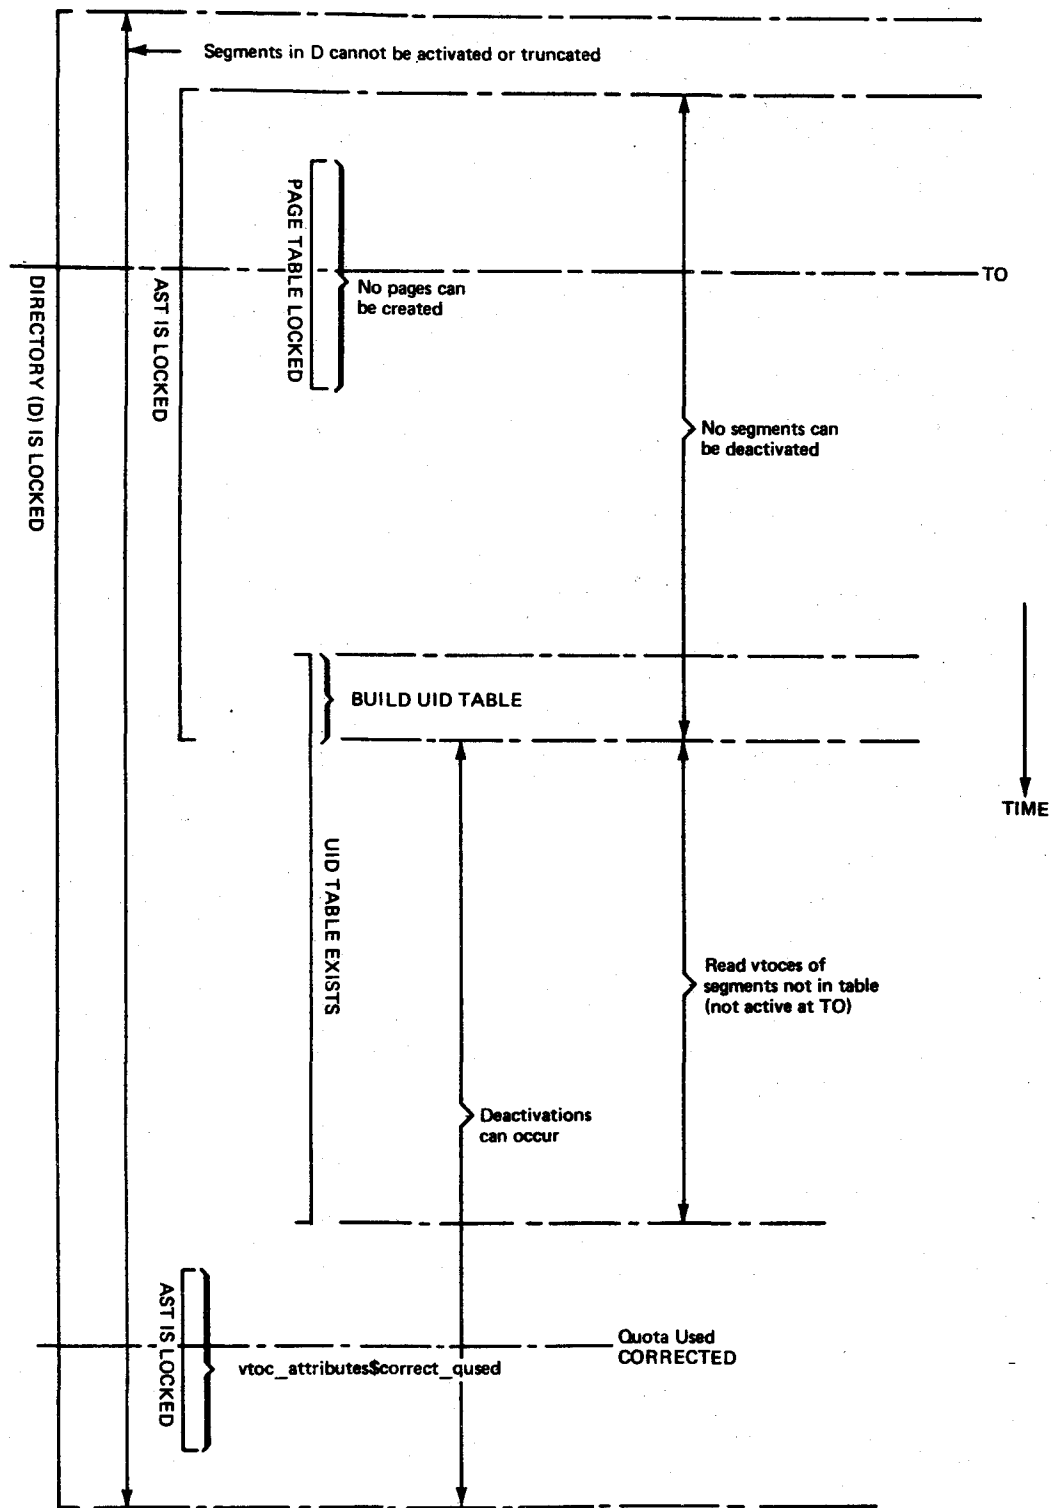 Segments in D cannot be activated or truncated
PAGE TABLE LOCKED
TO
DIRECTORY (D) IS LOCKED
AST IS LOCKED
No pages can
be created
No segments can
be deactivated
BUILD UID TABLE
TIME
UID TABLE EXISTS
Read vtoces of
segments not in table
(not active at TO)
Deactivations
can occur
AST IS LOCKED
Quota Used
CORRECTED
vtoc_attributes$correct_qused